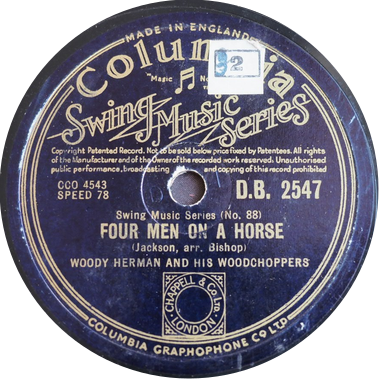 MADE IN ENGLAND
Columbia
"Magic Notes"
Swing Music
Series
Copyright Patented Record. Not to be sold below price fixed by Patentees. All rights
of the Manufacturer and of the Owner of the recorded work reserved. Unauthorised
public performance, broadcasting and copying of this record prohibited
CCO 4543
SPEED 78
D.B. 2547
Swing Music Series (No. 88)
FOUR MEN ON A HORSE
(Jackson, arr. Bishop)
WOODY HERMAN AND HIS WOODCHOPPERS
CHAPPELL & Co. Ltd.
LONDON
COLUMBIA GRAPHOPHONE CO. LTD.